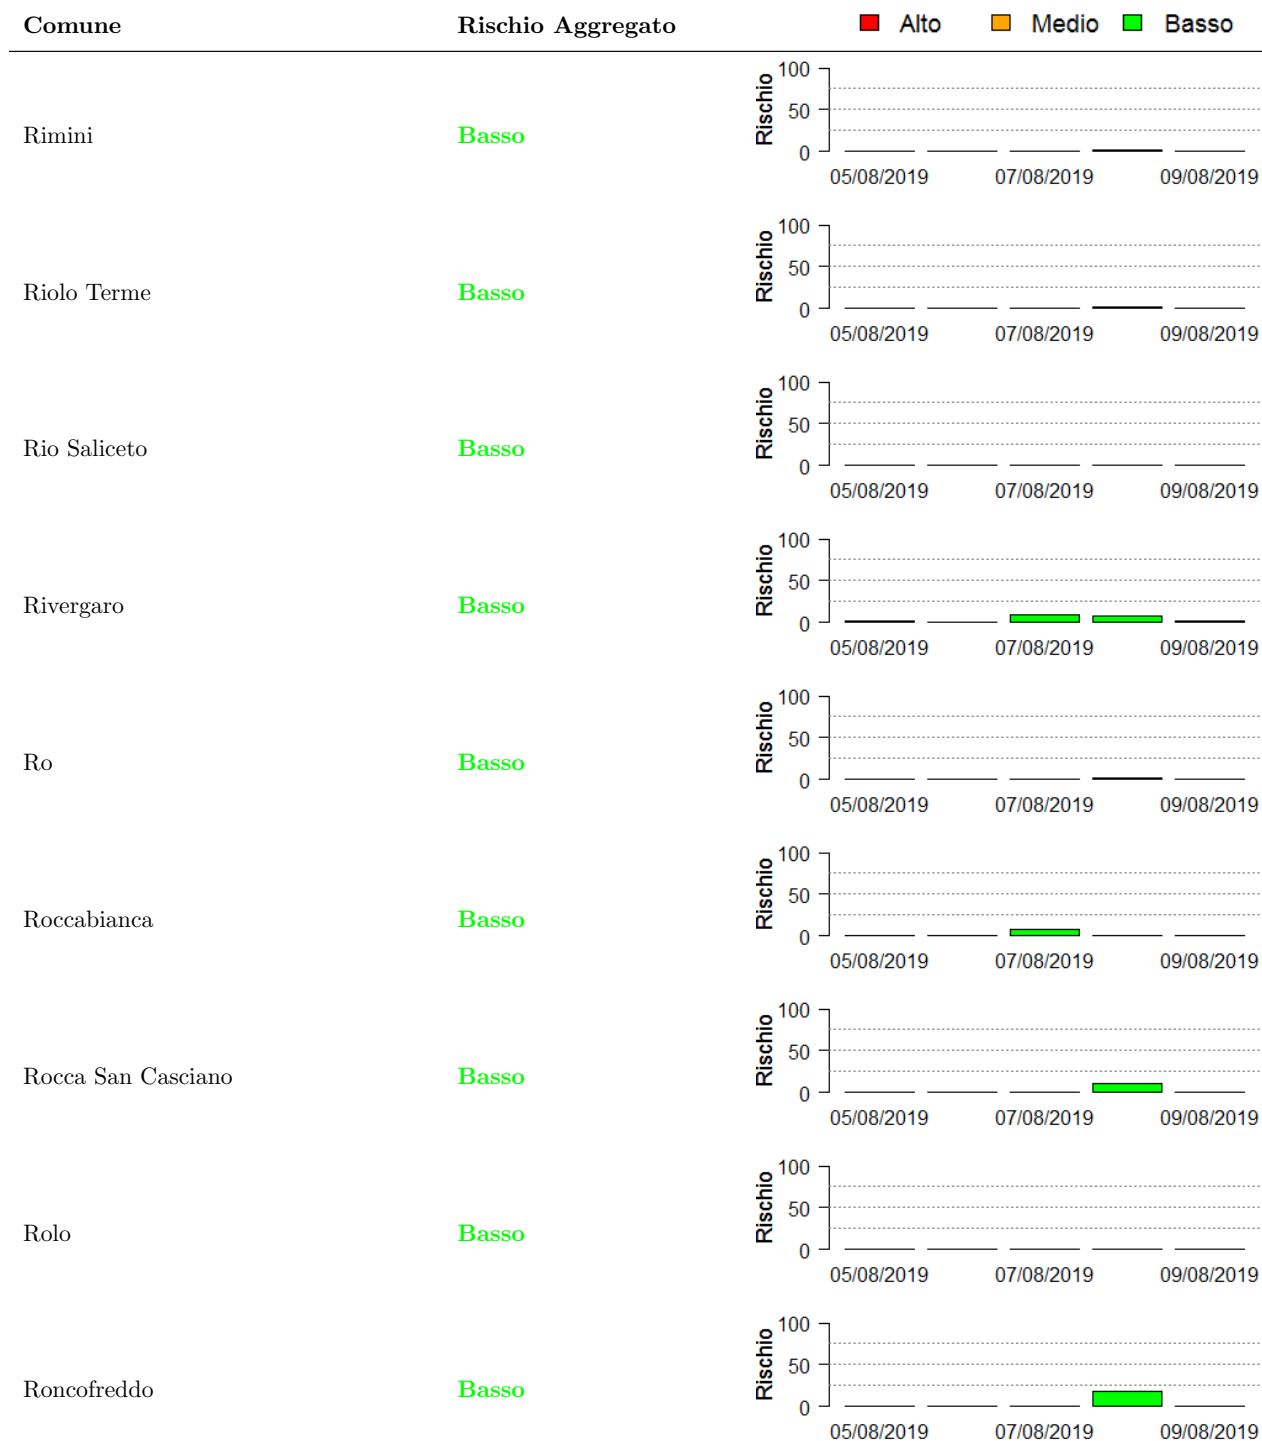 Comune Rischio Aggregato Alto Medio Basso
Rimini Basso
Rischio
100
50
0
05/08/2019 07/08/2019 09/08/2019
Riolo Terme Basso
Rischio
100
50
0
05/08/2019 07/08/2019 09/08/2019
Rio Saliceto Basso
Rischio
100
50
0
05/08/2019 07/08/2019 09/08/2019
Rivergaro Basso
Rischio
100
50
0
05/08/2019 07/08/2019 09/08/2019
Ro Basso
Rischio
100
50
0
05/08/2019 07/08/2019 09/08/2019
Roccabianca Basso
Rischio
100
50
0
05/08/2019 07/08/2019 09/08/2019
Rocca San Casciano Basso
Rischio
100
50
0
05/08/2019 07/08/2019 09/08/2019
Rolo Basso
Rischio
100
50
0
05/08/2019 07/08/2019 09/08/2019
Roncofreddo Basso
Rischio
100
50
0
05/08/2019 07/08/2019 09/08/2019